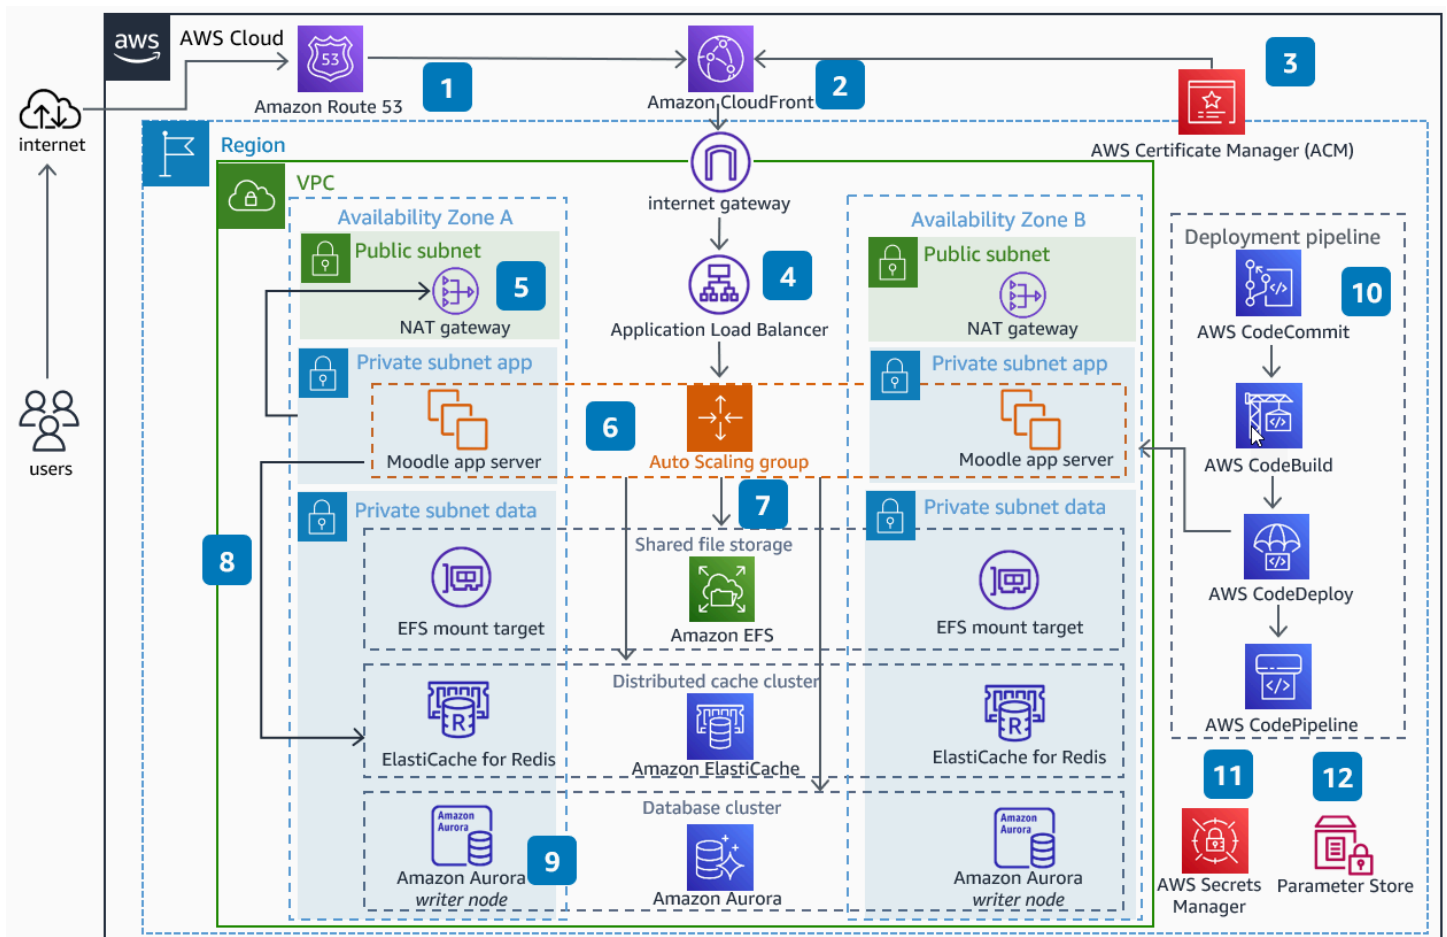 aws
AWS Cloud
53
Amazon Route 53
1
Amazon CloudFront
2
3
AWS Certificate Manager (ACM)
internet
users
Region
VPC
internet gateway
Availability Zone A
Public subnet
NAT gateway
5
Application Load Balancer
4
Availability Zone B
Public subnet
NAT gateway
Private subnet app
Moodle app server
6
Auto Scaling group
Private subnet app
Moodle app server
7
8
Private subnet data
Shared file storage
Private subnet data
EFS mount target
Amazon EFS
EFS mount target
Distributed cache cluster
R
ElastiCache for Redis
Amazon ElastiCache
R
ElastiCache for Redis
Database cluster
Amazon
Aurora
Amazon Aurora
writer node
9
Amazon Aurora
Amazon
Aurora
Amazon Aurora
writer node
Deployment pipeline
10
AWS CodeCommit
AWS CodeBuild
AWS CodeDeploy
AWS CodePipeline
11
AWS Secrets
Manager
12
Parameter Store